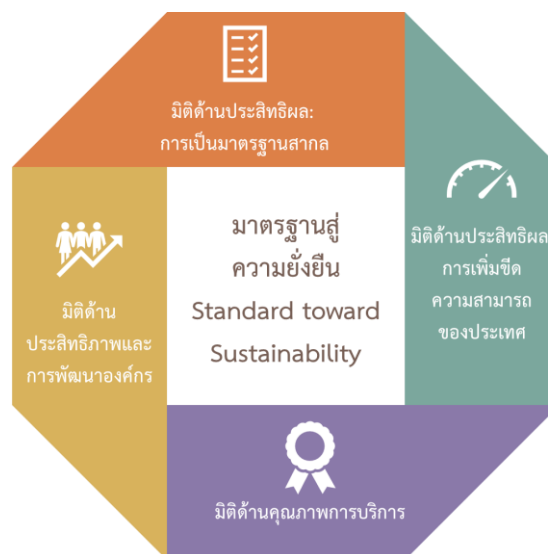 มิติด้านประสิทธิผล:
การเป็นมาตรฐานสากล
มิติด้านประสิทธิผล
การเพิ่มขีด
ความสามารถ
ของประเทศ
มาตรฐานสู่
ความยั่งยืน
Standard toward
Sustainability
มิติด้าน
ประสิทธิภาพและ
การพัฒนาองค์กร
มิติด้านคุณภาพการบริการ